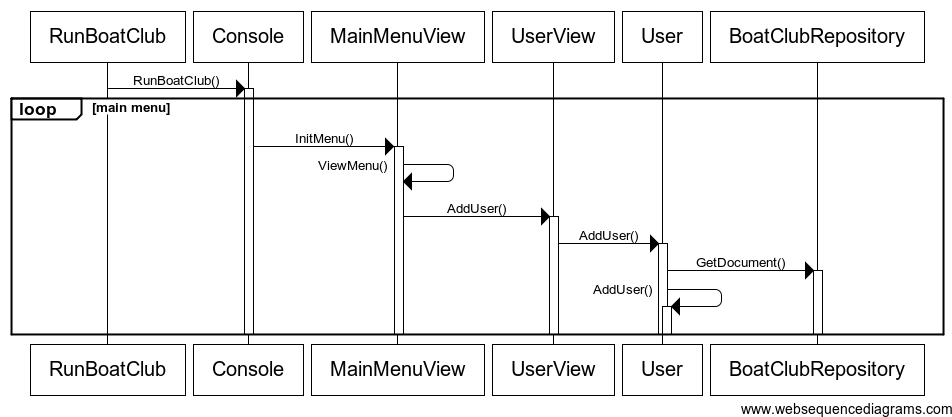 RunBoatClub Console MainMenuView UserView User BoatClubRepository
RunBoatClub()
loop [main menu]
InitMenu()
ViewMenu()
AddUser()
AddUser()
GetDocument()
AddUser()
RunBoatClub Console MainMenuView UserView User BoatClubRepository
www.websequencediagrams.com